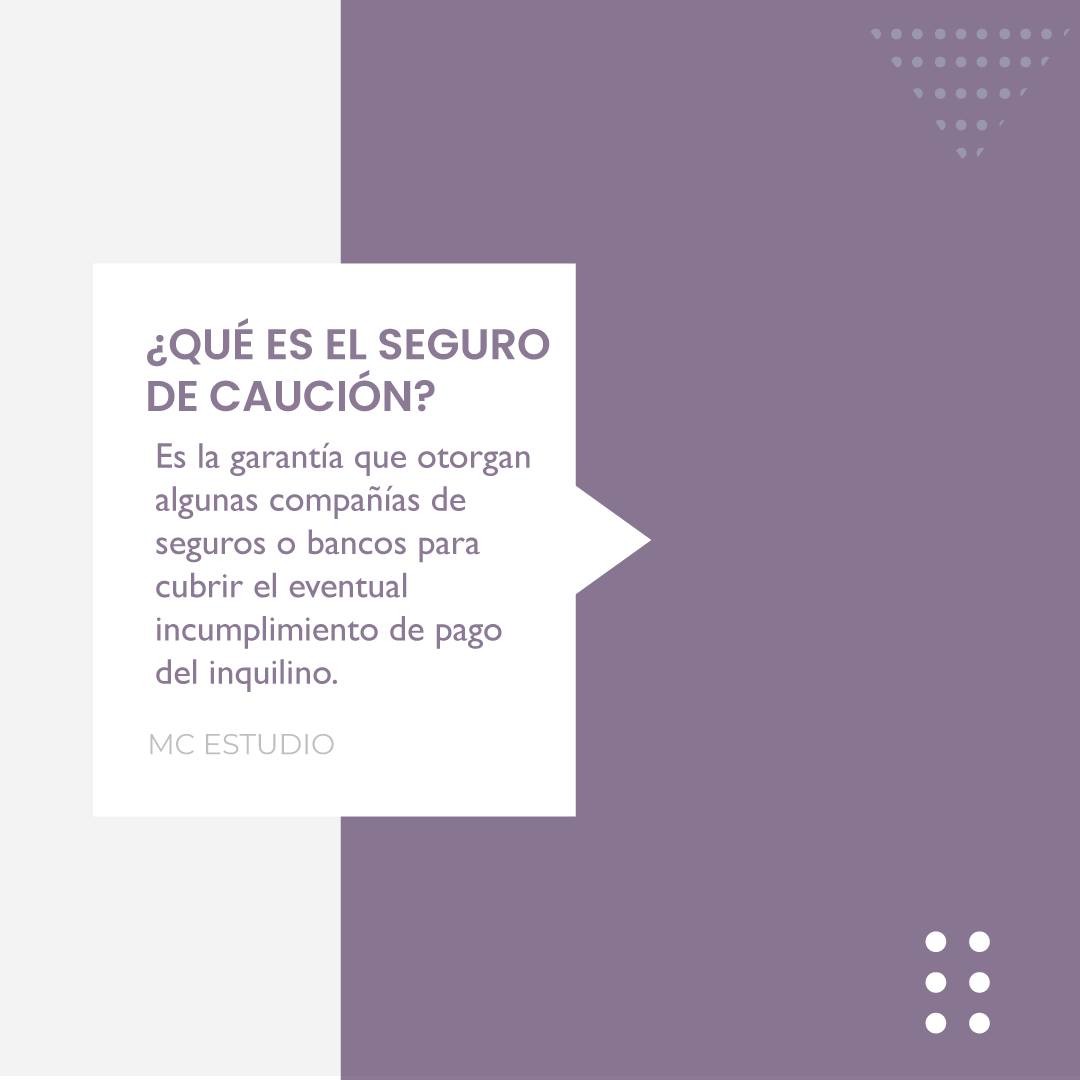 ¿QUÉ ES EL SEGURO
DE CAUCIÓN?
Es la garantía que otorgan
algunas compañías de
seguros o bancos para
cubrir el eventual
incumplimiento de pago
del inquilino.
MC ESTUDIO